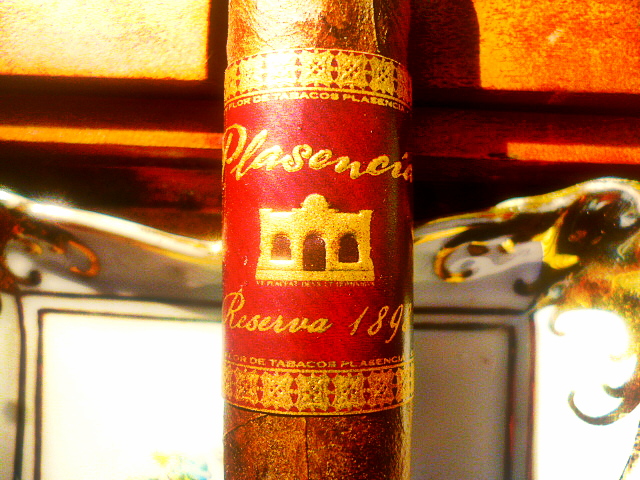 FLOR DE TABACOS PLASENCIA
Plasencia
Reserva 189
FLOR DE TABACOS PLASENCIA